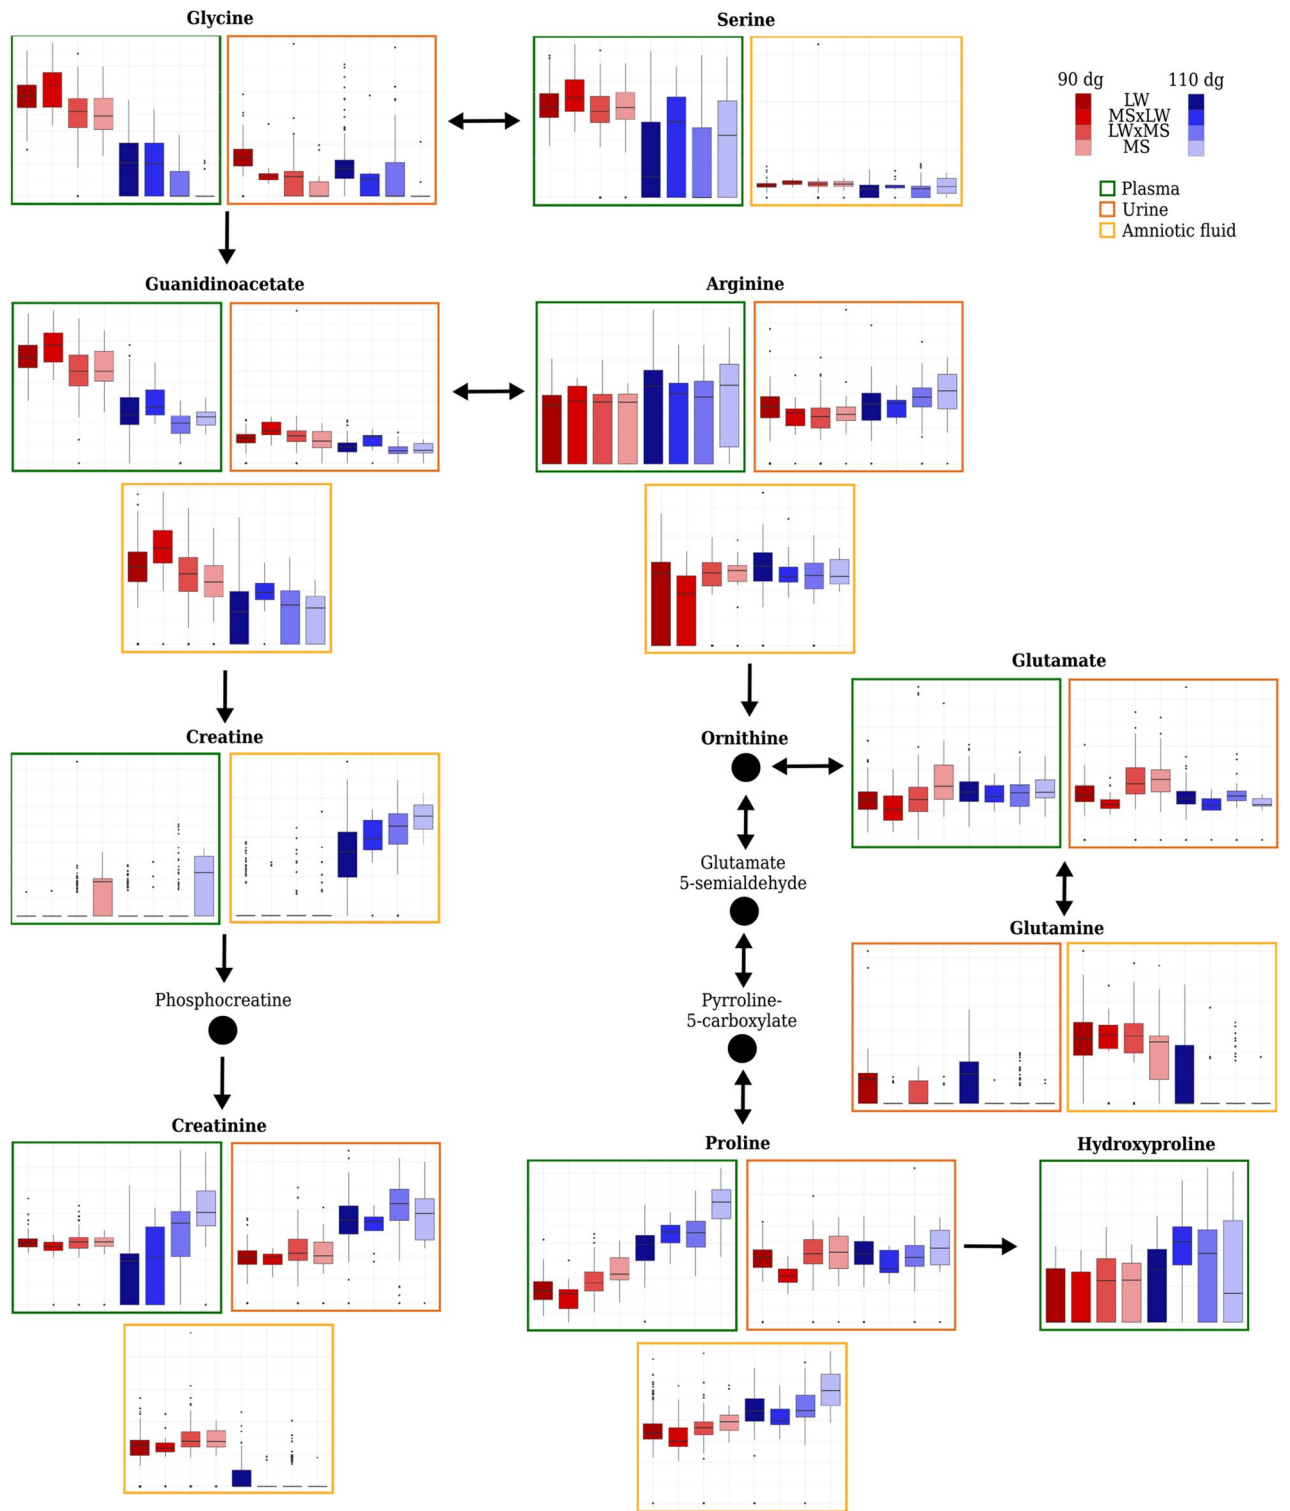 Glycine
Serine
90 dg
110 dg
LW
MSxLW
LWxMS
MS
Plasma
Urine
Amniotic fluid
Guanidinoacetate
Arginine
Glutamate
Creatine
Ornithine
Glutamate
5-semialdehyde
Glutamine
Phosphocreatine
Pyrroline-
5-carboxylate
Creatinine
Proline
Hydroxyproline